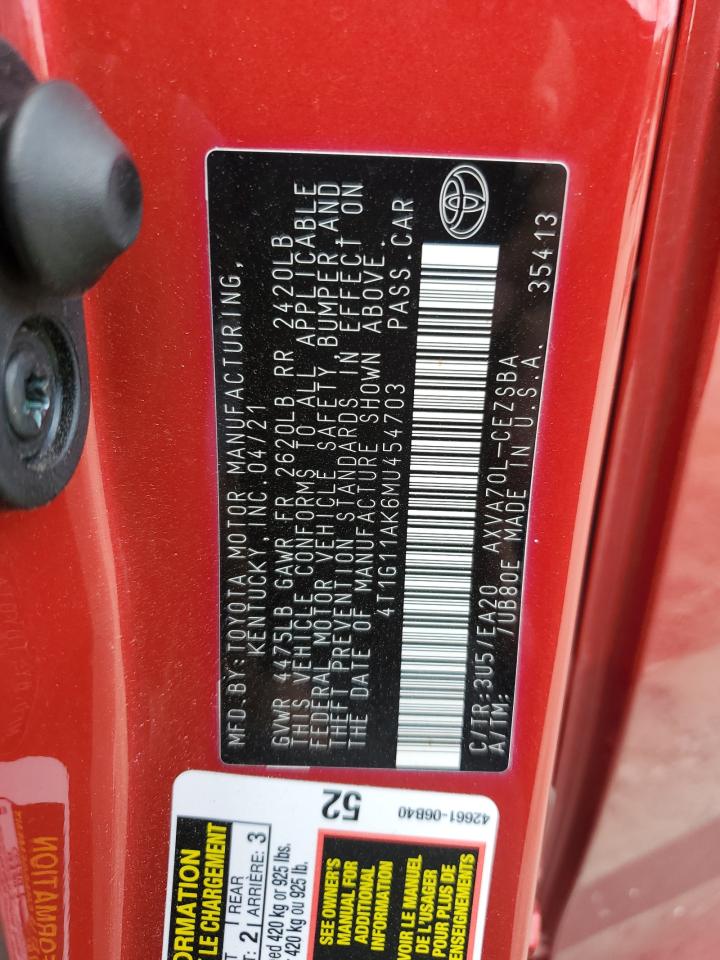 MFD. BY:TOYOTA MOTOR MANUFACTURING,
KENTUCKY, INC. 04/21
GVWR 4475LB GAWR FR 2620LB RR 2420LB
THIS VEHICLE CONFORMS TO ALL APPLICABLE
FEDERAL MOTOR VEHICLE SAFETY, BUMPER, AND
THEFT PREVENTION STANDARDS IN EFFECT ON
THE DATE OF MANUFACTURE SHOWN ABOVE.
4T1G11AK6MU454703 PASS.CAR
C/TR:3U5/EA20 AXVA70L-CEZSBA
A/TM: /UB80E MADE IN U.S.A. 35413
52
42661-06B40
ORMATION
T LE CHARGEMENT
T | REAR
T: 2 | ARRIÈRE: 3
ed 420 kg or 925 lbs.
420 kg ou 925 lb.
SEE OWNER'S
MANUAL FOR
ADDITIONAL
INFORMATION
VOIR LE MANUEL
DE L'USAGER
POUR PLUS DE
RENSEIGNEMENTS